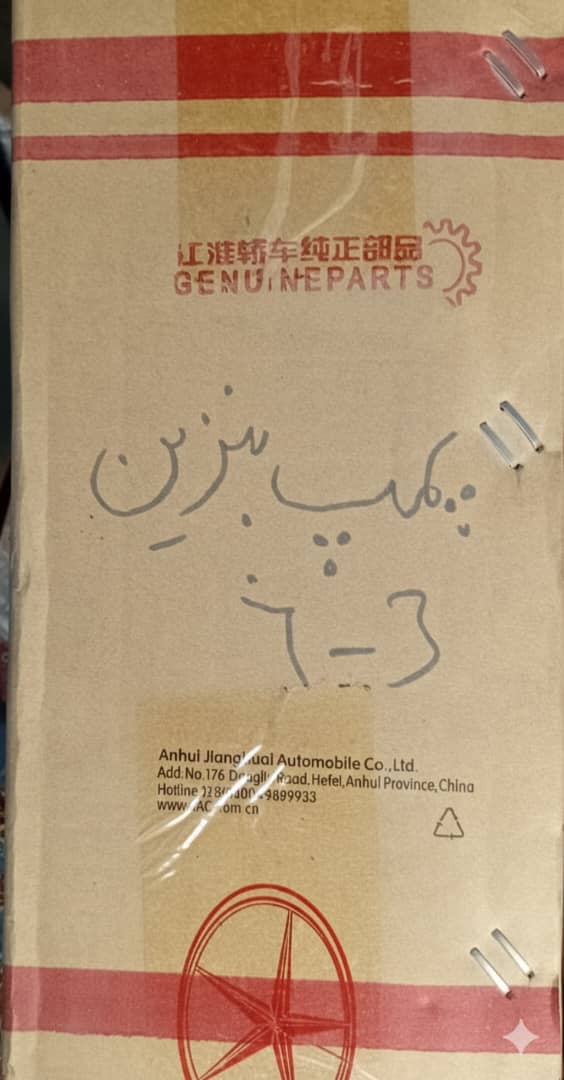 江淮轿车纯正部品
GENUINEPARTS
پمپ بنزین
Anhui Jianghuai Automobile Co.,Ltd.
Add: No.176 Dongliu Road, Hefei, Anhui Province, China
Hotline